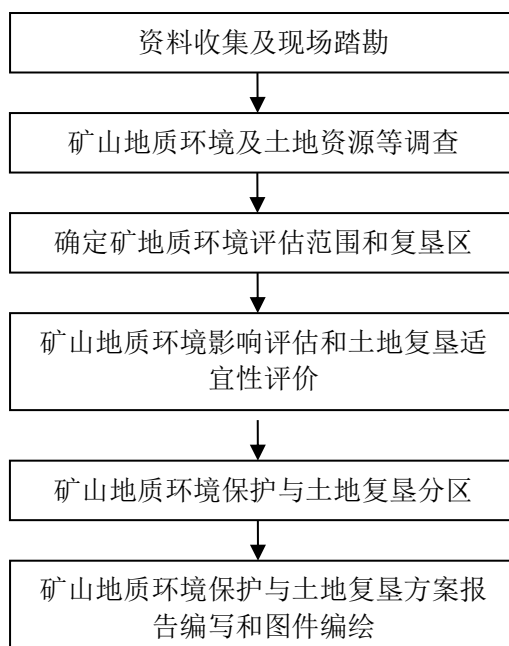 资料收集及现场踏勘
矿山地质环境及土地资源等调查
确定矿地质环境评估范围和复垦区
矿山地质环境影响评估和土地复垦适
宜性评价
矿山地质环境保护与土地复垦分区
矿山地质环境保护与土地复垦方案报
告编写和图件编绘